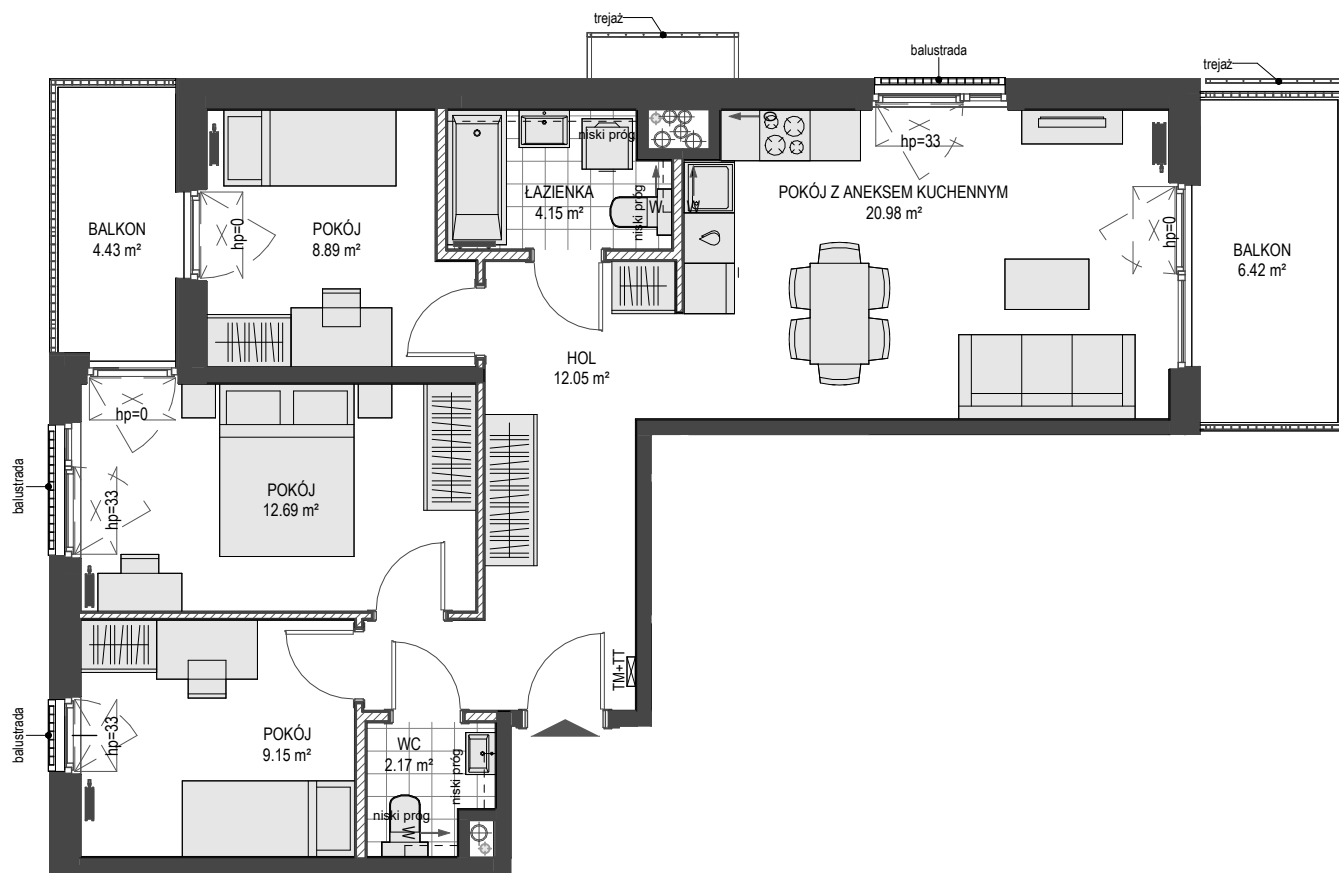 trejaż
balustrada
trejaż
niski próg
hp=33
ŁAZIENKA
4.15 m²
niski próg
W
W
POKÓJ Z ANEKSEM KUCHENNYM
20.98 m²
BALKON
4.43 m²
hp=0
POKÓJ
8.89 m²
hp=0
BALKON
6.42 m²
HOL
12.05 m²
hp=0
balustrada
hp=33
POKÓJ
12.69 m²
TM+TT
balustrada
hp=33
POKÓJ
9.15 m²
WC
2.17 m²
niski próg
niski próg
W